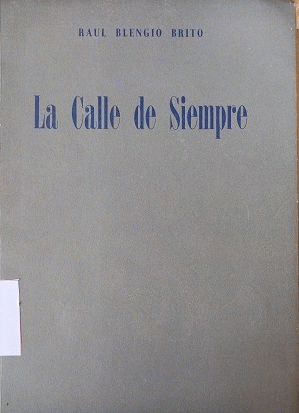 RAUL BLENGIO BRITO
La Calle de Siempre